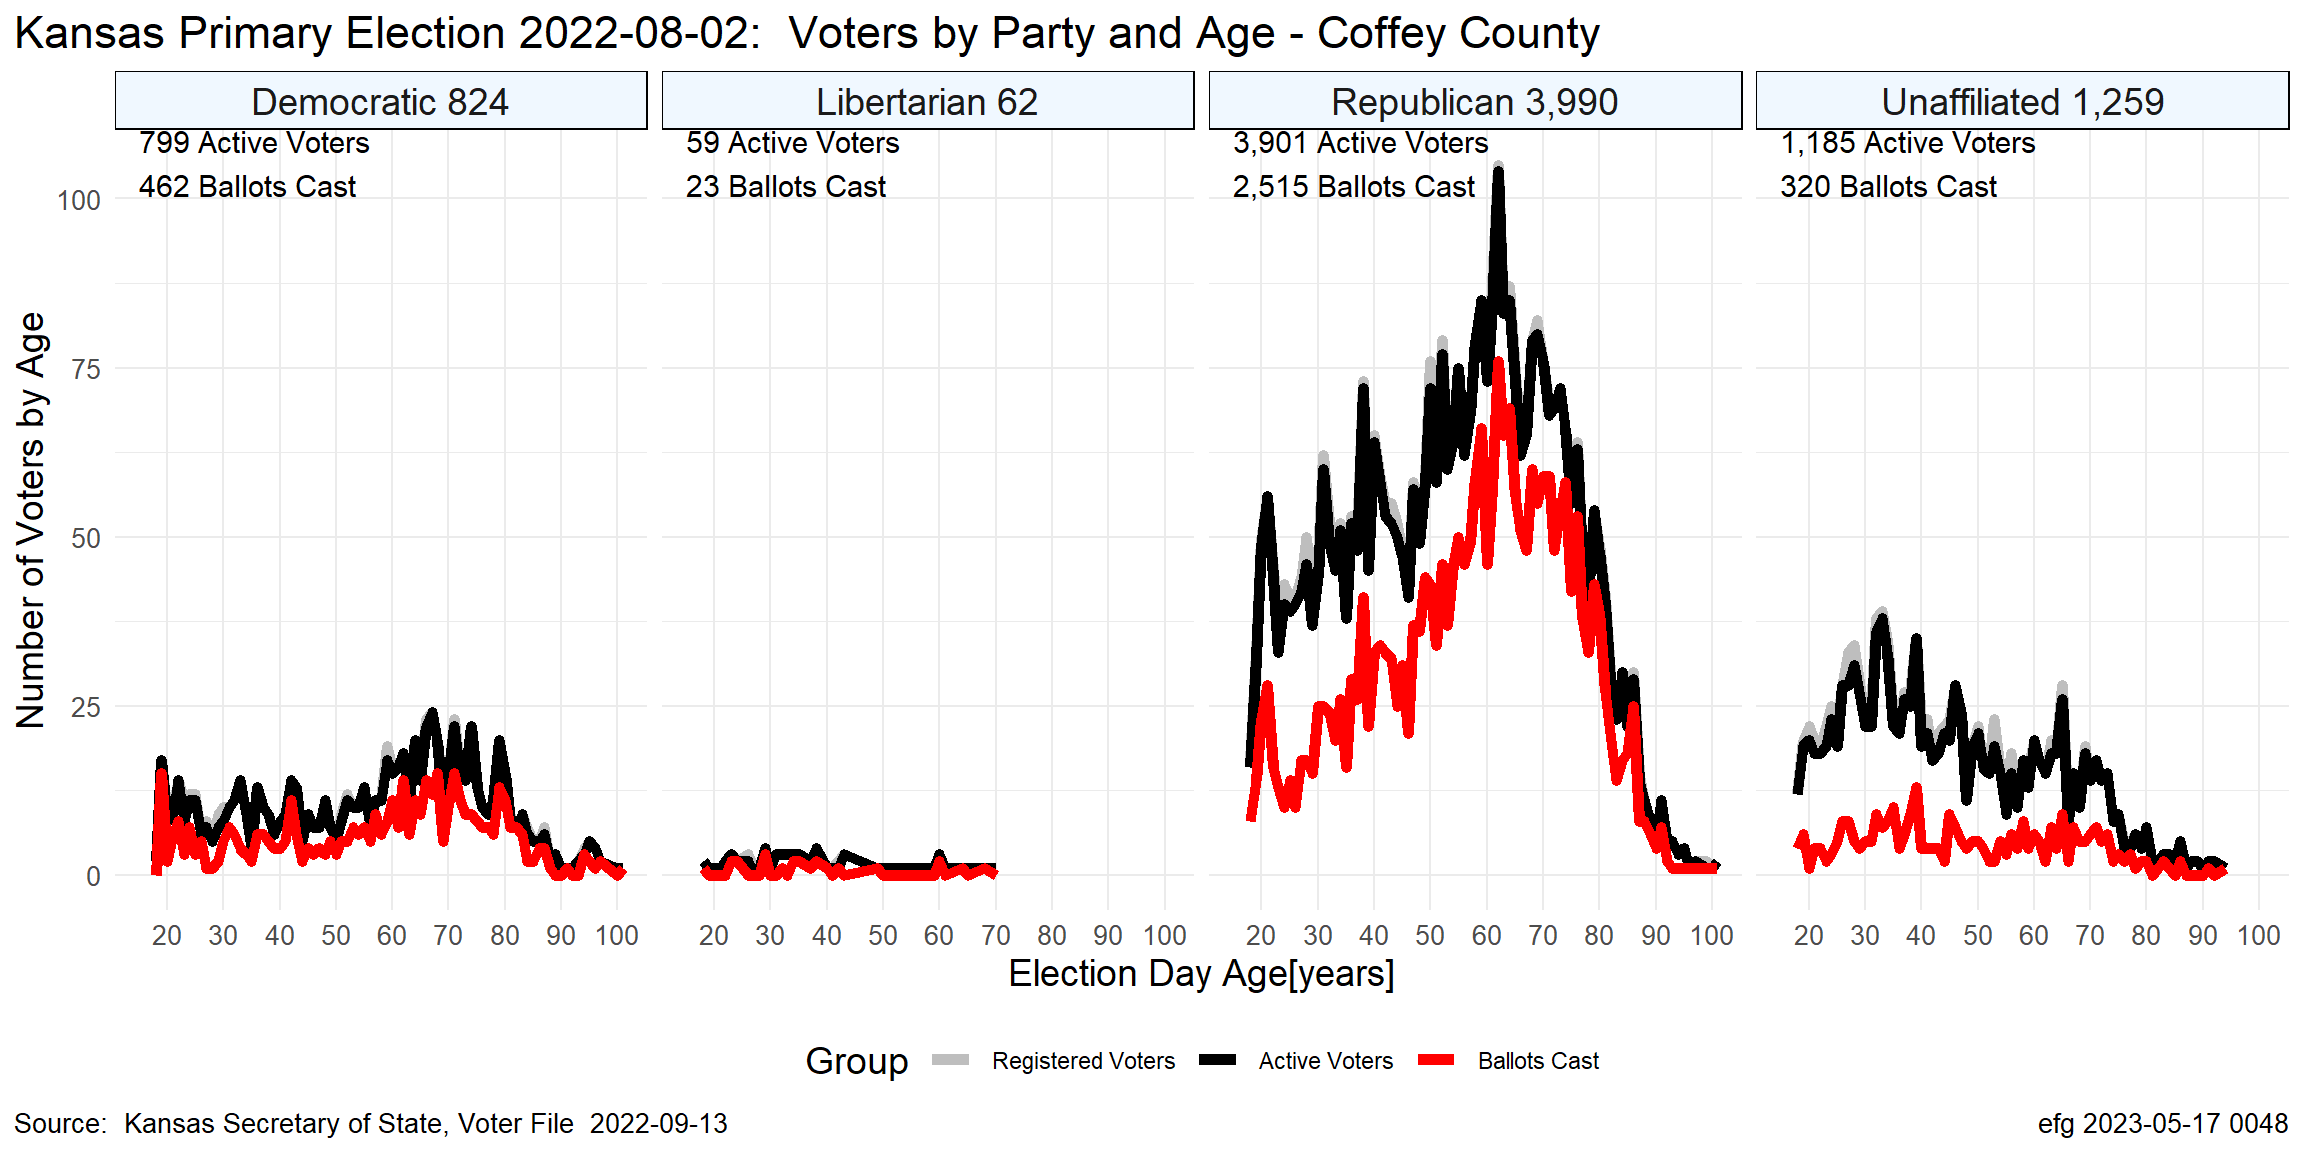 Kansas Primary Election 2022-08-02:  Voters by Party and Age - Coffey County
Democratic 824
Libertarian 62
Republican 3,990
Unaffiliated 1,259
799 Active Voters
462 Ballots Cast
59 Active Voters
23 Ballots Cast
3,901 Active Voters
2,515 Ballots Cast
1,185 Active Voters
320 Ballots Cast
Number of Voters by Age
100
75
50
25
0
20 30 40 50 60 70 80 90 100
20 30 40 50 60 70 80 90 100
20 30 40 50 60 70 80 90 100
20 30 40 50 60 70 80 90 100
Election Day Age[years]
Group Registered Voters Active Voters Ballots Cast
Source:  Kansas Secretary of State, Voter File  2022-09-13
efg 2023-05-17 0048